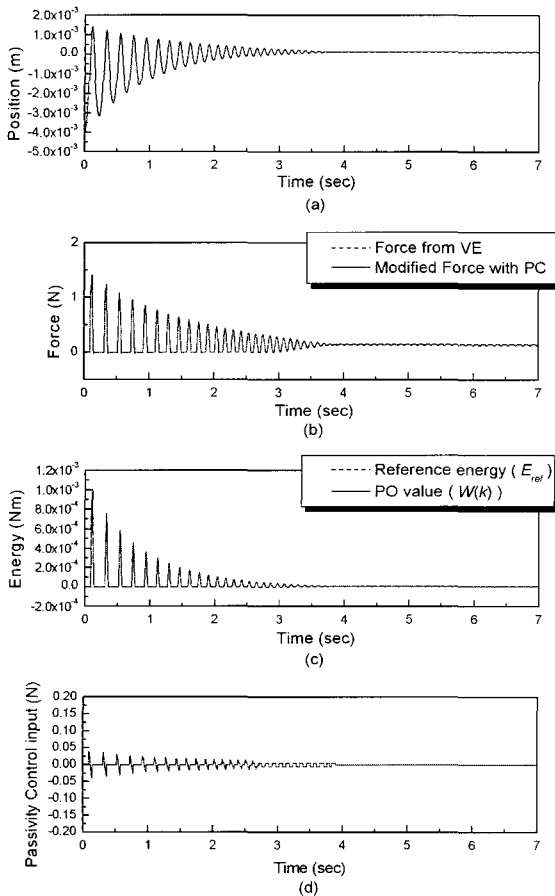 2.0x10⁻³
1.0x10⁻³
0.0
-1.0x10⁻³
-2.0x10⁻³
-3.0x10⁻³
-4.0x10⁻³
-5.0x10⁻³
Position (m)
0 1 2 3 4 5 6 7
Time (sec)
(a)
2
1
0
Force (N)
Force from VE
Modified Force with PC
0 1 2 3 4 5 6 7
Time (sec)
(b)
1.2x10⁻³
1.0x10⁻³
8.0x10⁻⁴
6.0x10⁻⁴
4.0x10⁻⁴
2.0x10⁻⁴
0.0
-2.0x10⁻⁴
Energy (Nm)
Reference energy ( E_ref )
PO value ( W(k) )
0 1 2 3 4 5 6 7
Time (sec)
(c)
0.20
0.15
0.10
0.05
0.00
-0.05
-0.10
-0.15
-0.20
Passivity Control input (N)
0 1 2 3 4 5 6 7
Time (sec)
(d)